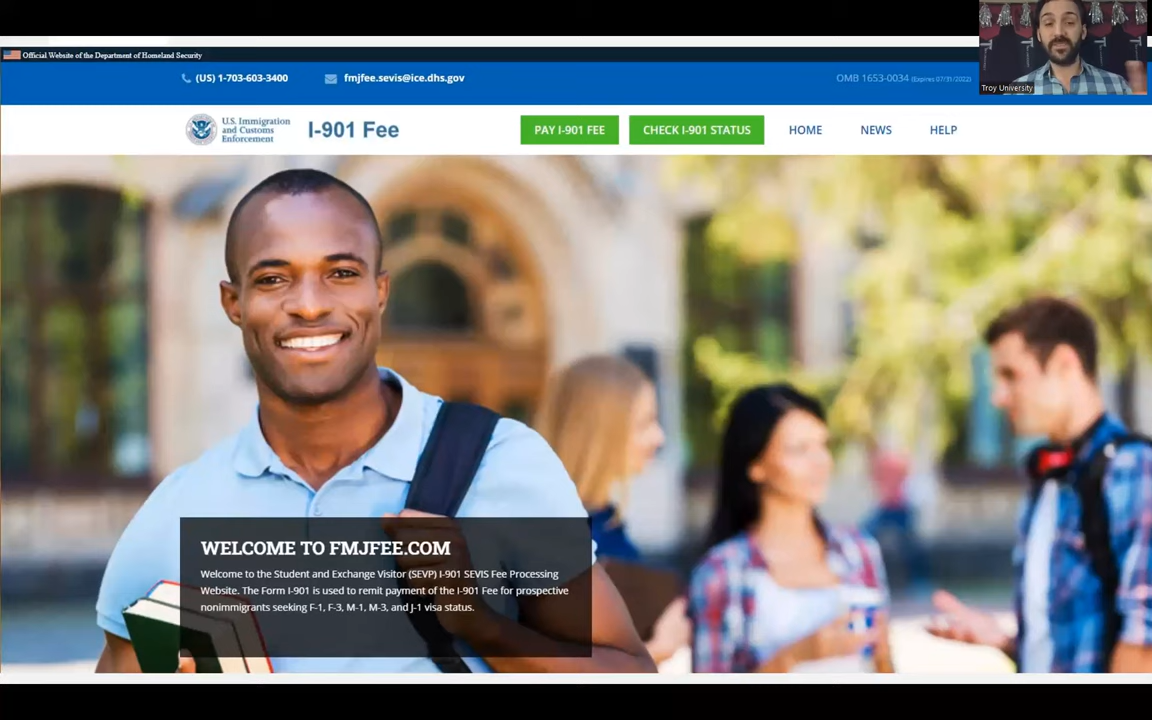 Official Website of the Department of Homeland Security
(US) 1-703-603-3400
fmjfee.sevis@ice.dhs.gov
OMB 1653-0034 (Expires 07/31/2022)
Troy University
U.S. Immigration
and Customs
Enforcement
I-901 Fee
PAY I-901 FEE
CHECK I-901 STATUS
HOME
NEWS
HELP
WELCOME TO FMJFEE.COM
Welcome to the Student and Exchange Visitor (SEVP) I-901 SEVIS Fee Processing
Website. The Form I-901 is used to remit payment of the I-901 Fee for prospective
nonimmigrants seeking F-1, F-3, M-1, M-3, and J-1 visa status.